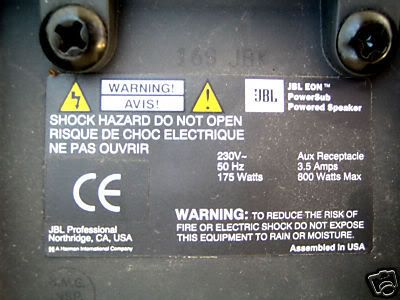 WARNING!
AVIS!
JBL
JBL EON™
PowerSub
Powered Speaker
SHOCK HAZARD DO NOT OPEN
RISQUE DE CHOC ELECTRIQUE
NE PAS OUVRIR
230V~
50 Hz
175 Watts
Aux Receptacle
3.5 Amps
800 Watts Max
CE
JBL Professional
Northridge, CA, USA
A Harman International Company
WARNING: TO REDUCE THE RISK OF
FIRE OR ELECTRIC SHOCK DO NOT EXPOSE
THIS EQUIPMENT TO RAIN OR MOISTURE.
Assembled in USA